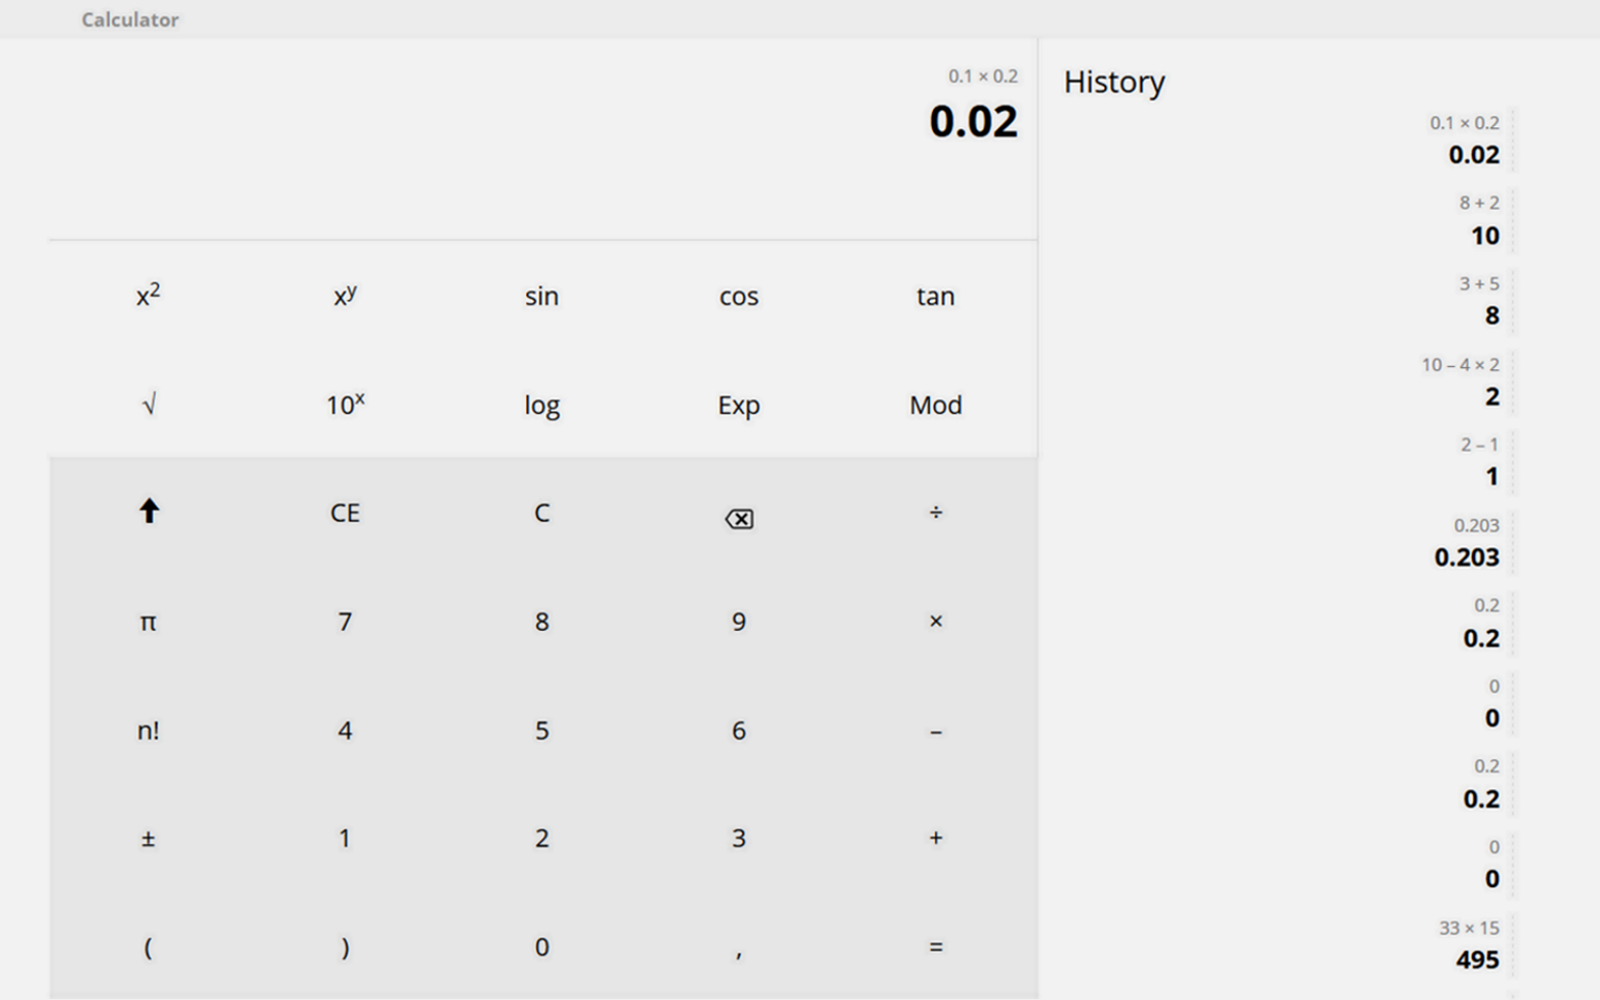 Calculator
0.1 × 0.2
0.02
x² xʸ sin cos tan
√ 10ˣ log Exp Mod
CE C ÷
π 7 8 9 ×
n! 4 5 6 –
± 1 2 3 +
( ) 0 , =
History
0.1 × 0.2
0.02
8 + 2
10
3 + 5
8
10 – 4 × 2
2
2 – 1
1
0.203
0.203
0.2
0.2
0
0
0.2
0.2
0
0
33 × 15
495